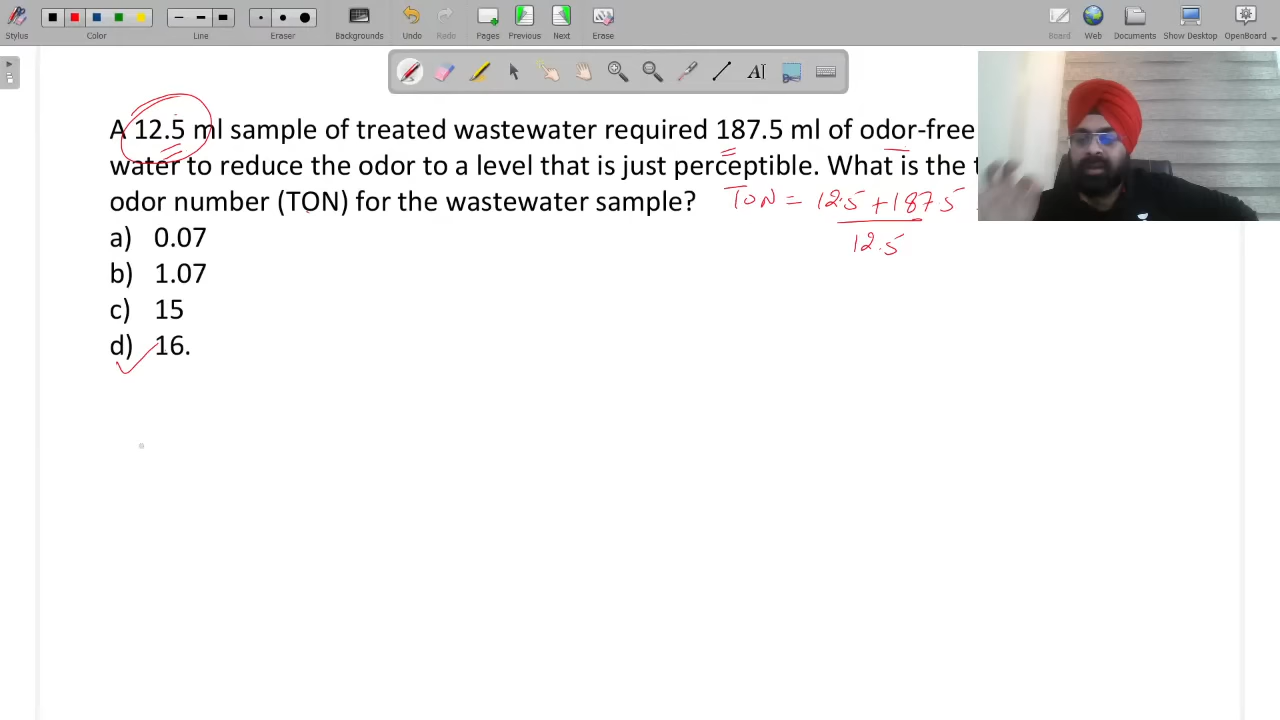 Stylus
Color
Line
Eraser
Backgrounds
Undo
Redo
Pages
Previous
Next
Erase
Board
Web
Documents
Show Desktop
OpenBoard
A 12.5 ml sample of treated wastewater required 187.5 ml of odor-free
water to reduce the odor to a level that is just perceptible. What is the
odor number (TON) for the wastewater sample?
TON = 12.5 + 187.5
12.5
a) 0.07
b) 1.07
c) 15
d) 16.